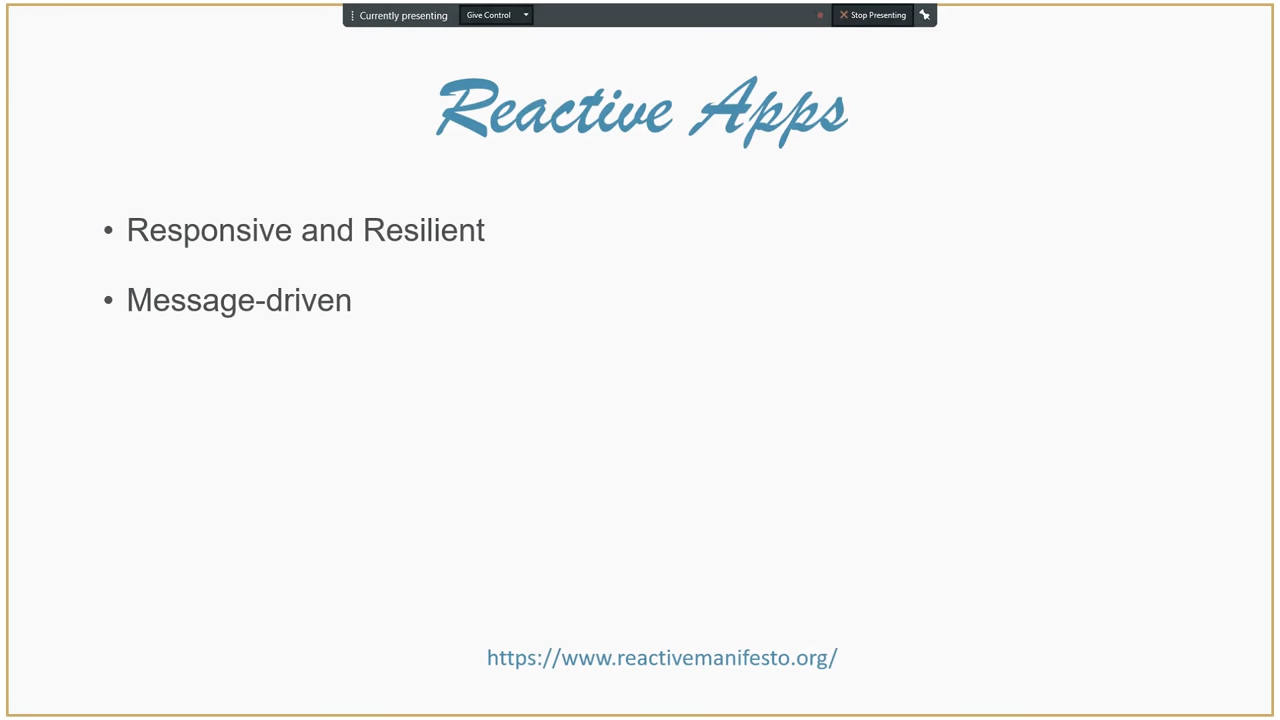 Currently presenting Give Control Stop Presenting
Reactive Apps
• Responsive and Resilient
• Message-driven
https://www.reactivemanifesto.org/